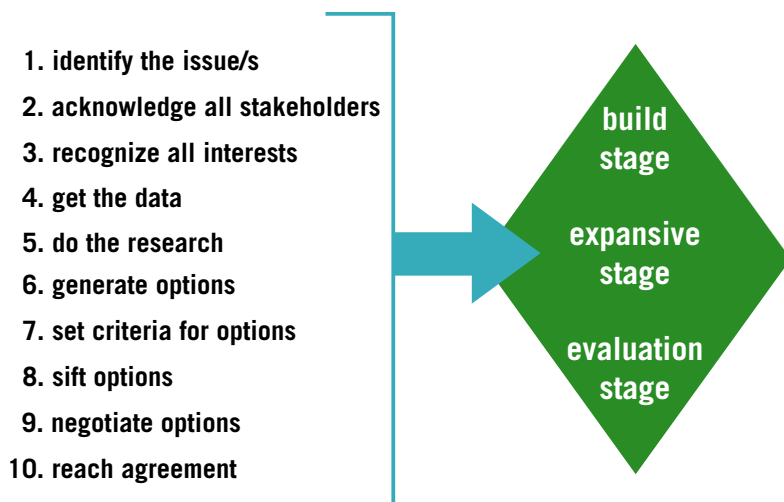 1. identify the issue/s
2. acknowledge all stakeholders
3. recognize all interests
4. get the data
5. do the research
6. generate options
7. set criteria for options
8. sift options
9. negotiate options
10. reach agreement
build
stage
expansive
stage
evaluation
stage